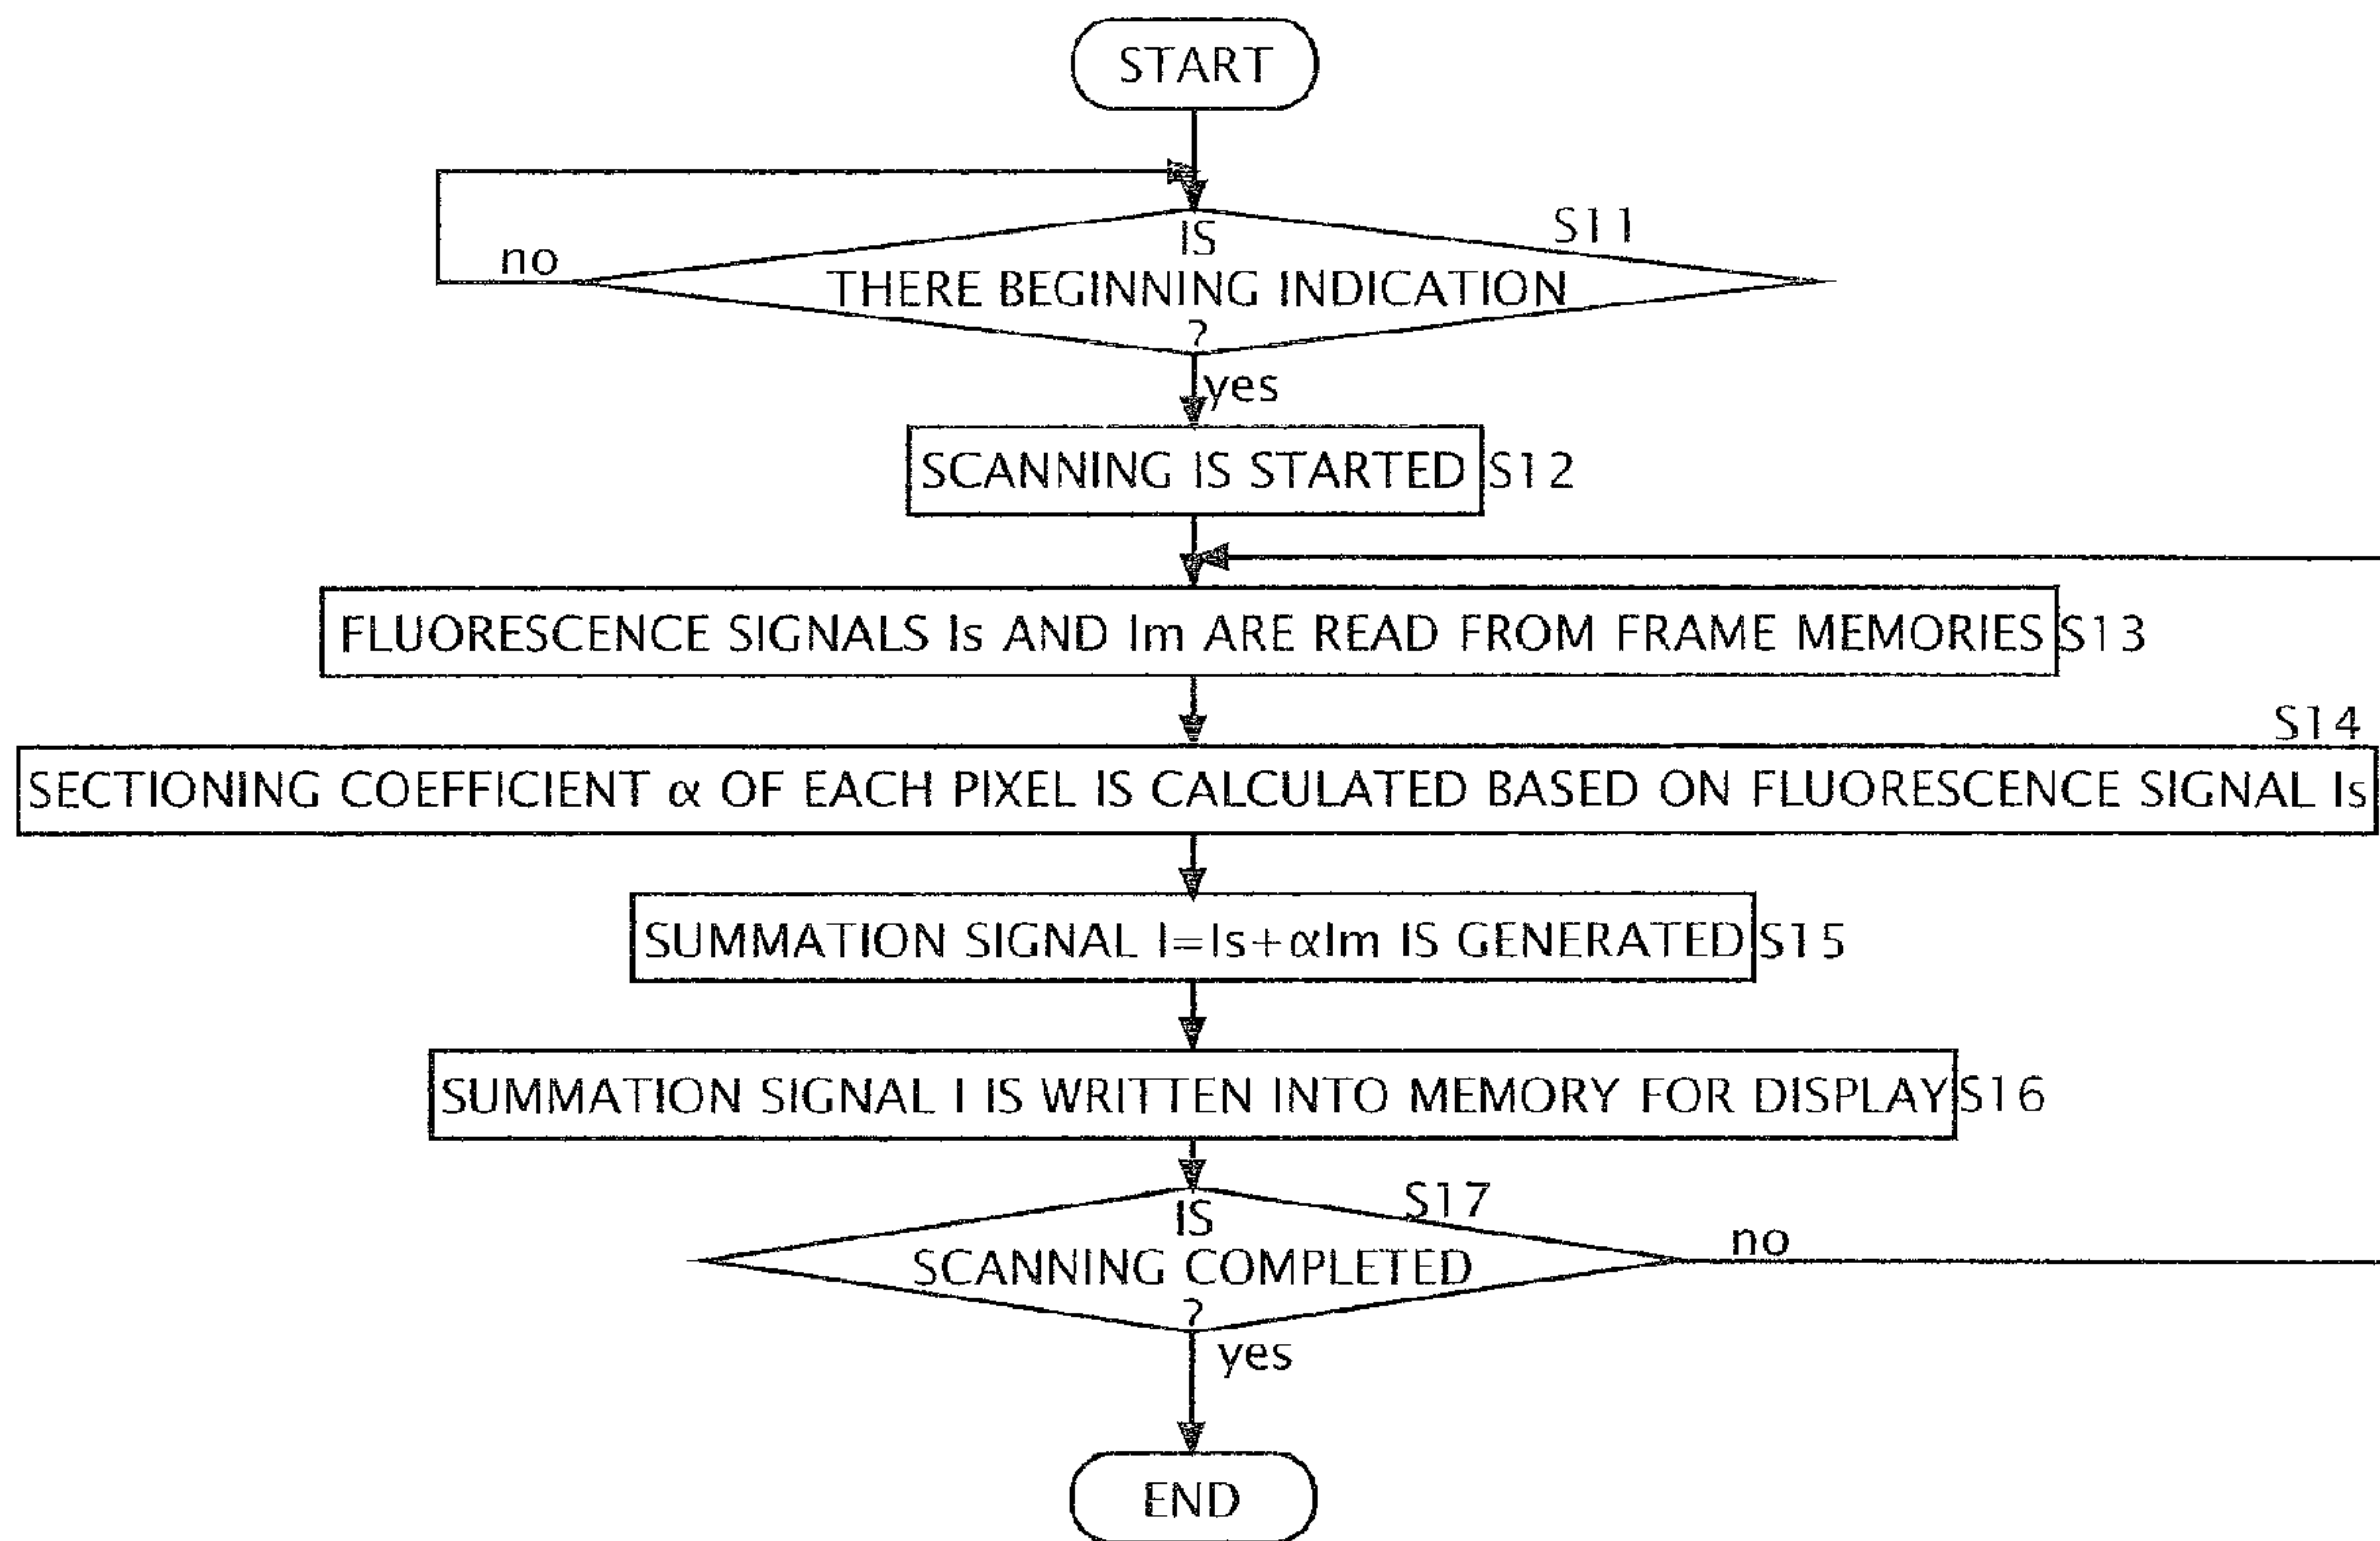 START
IS
S11
no
THERE BEGINNING INDICATION
?
yes
SCANNING IS STARTED S12
FLUORESCENCE SIGNALS Is AND Im ARE READ FROM FRAME MEMORIES S13
S14
SECTIONING COEFFICIENT α OF EACH PIXEL IS CALCULATED BASED ON FLUORESCENCE SIGNAL Is
SUMMATION SIGNAL I=Is+αIm IS GENERATED S15
SUMMATION SIGNAL I IS WRITTEN INTO MEMORY FOR DISPLAY S16
S17
IS
no
SCANNING COMPLETED
?
yes
END